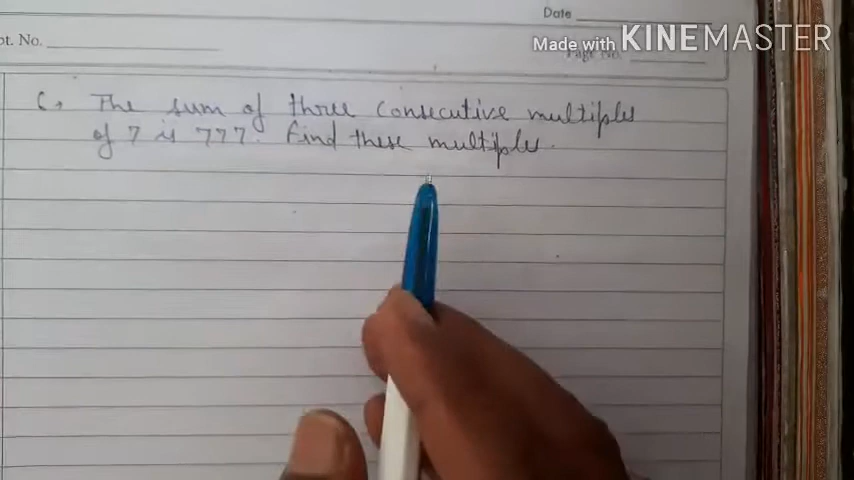 Date
pt. No.
Made with KINEMASTER
Page No.
6, The sum of three consecutive multiples
of 7 is 777. Find these multiples.